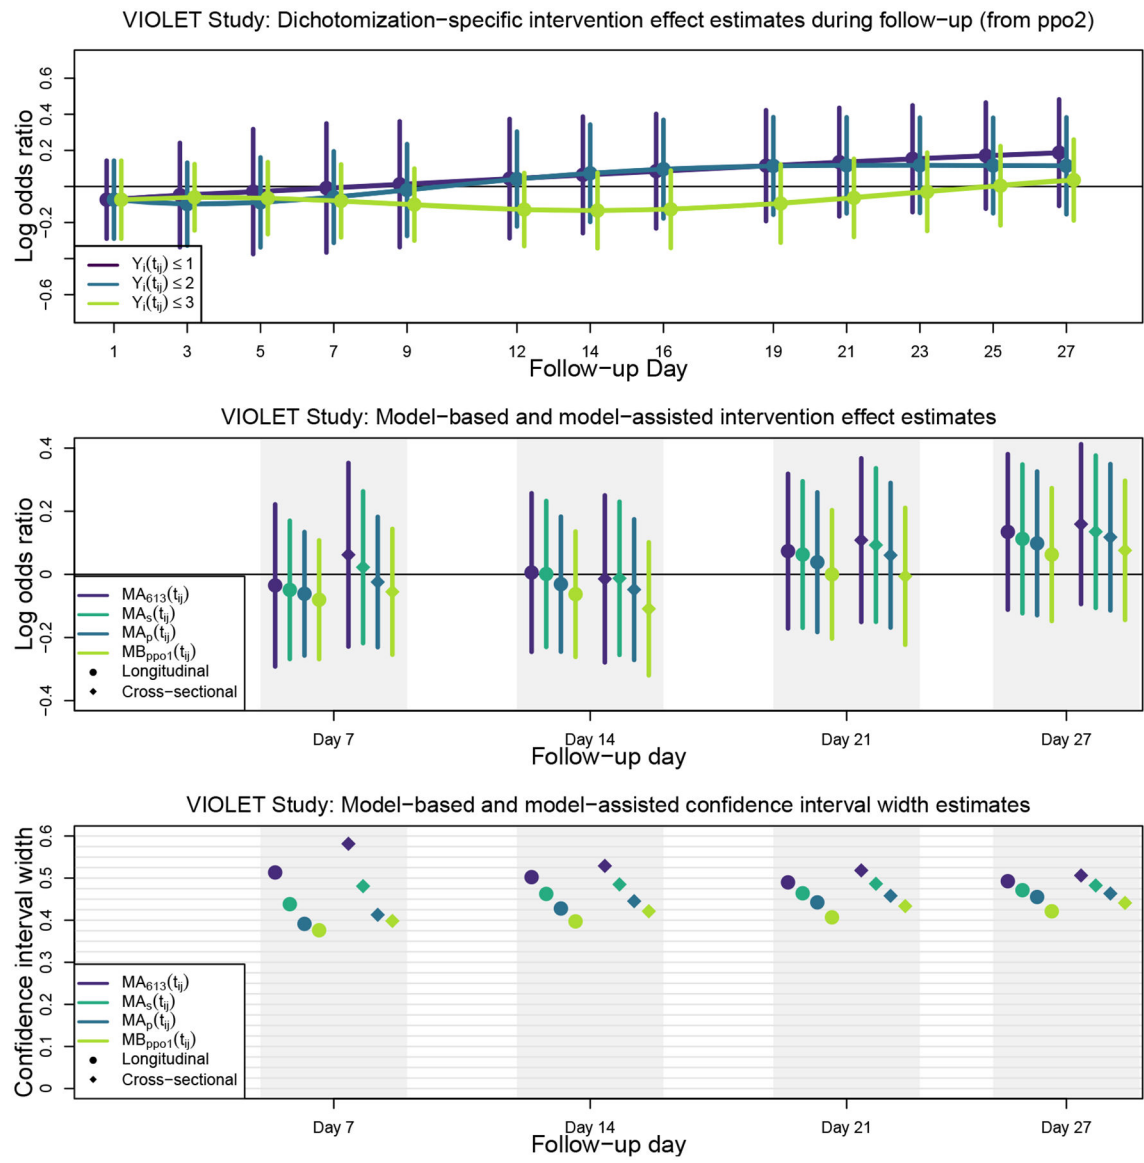 VIOLET Study: Dichotomization−specific intervention effect estimates during follow−up (from ppo2)
Log odds ratio
0.6
0.4
0.2
0
−0.2
−0.6
Yi(tij) ≤ 1
Yi(tij) ≤ 2
Yi(tij) ≤ 3
1 3 5 7 9 12 14 16 19 21 23 25 27
Follow−up Day
VIOLET Study: Model−based and model−assisted intervention effect estimates
Log odds ratio
0.4
0.2
0
−0.2
−0.4
MA613(tij)
MAs(tij)
MAp(tij)
MBppo1(tij)
Longitudinal
Cross−sectional
Day 7 Day 14 Day 21 Day 27
Follow−up day
VIOLET Study: Model−based and model−assisted confidence interval width estimates
Confidence interval width
0.6
0.5
0.4
0.3
0.2
0.1
0
MA613(tij)
MAs(tij)
MAp(tij)
MBppo1(tij)
Longitudinal
Cross−sectional
Day 7 Day 14 Day 21 Day 27
Follow−up day